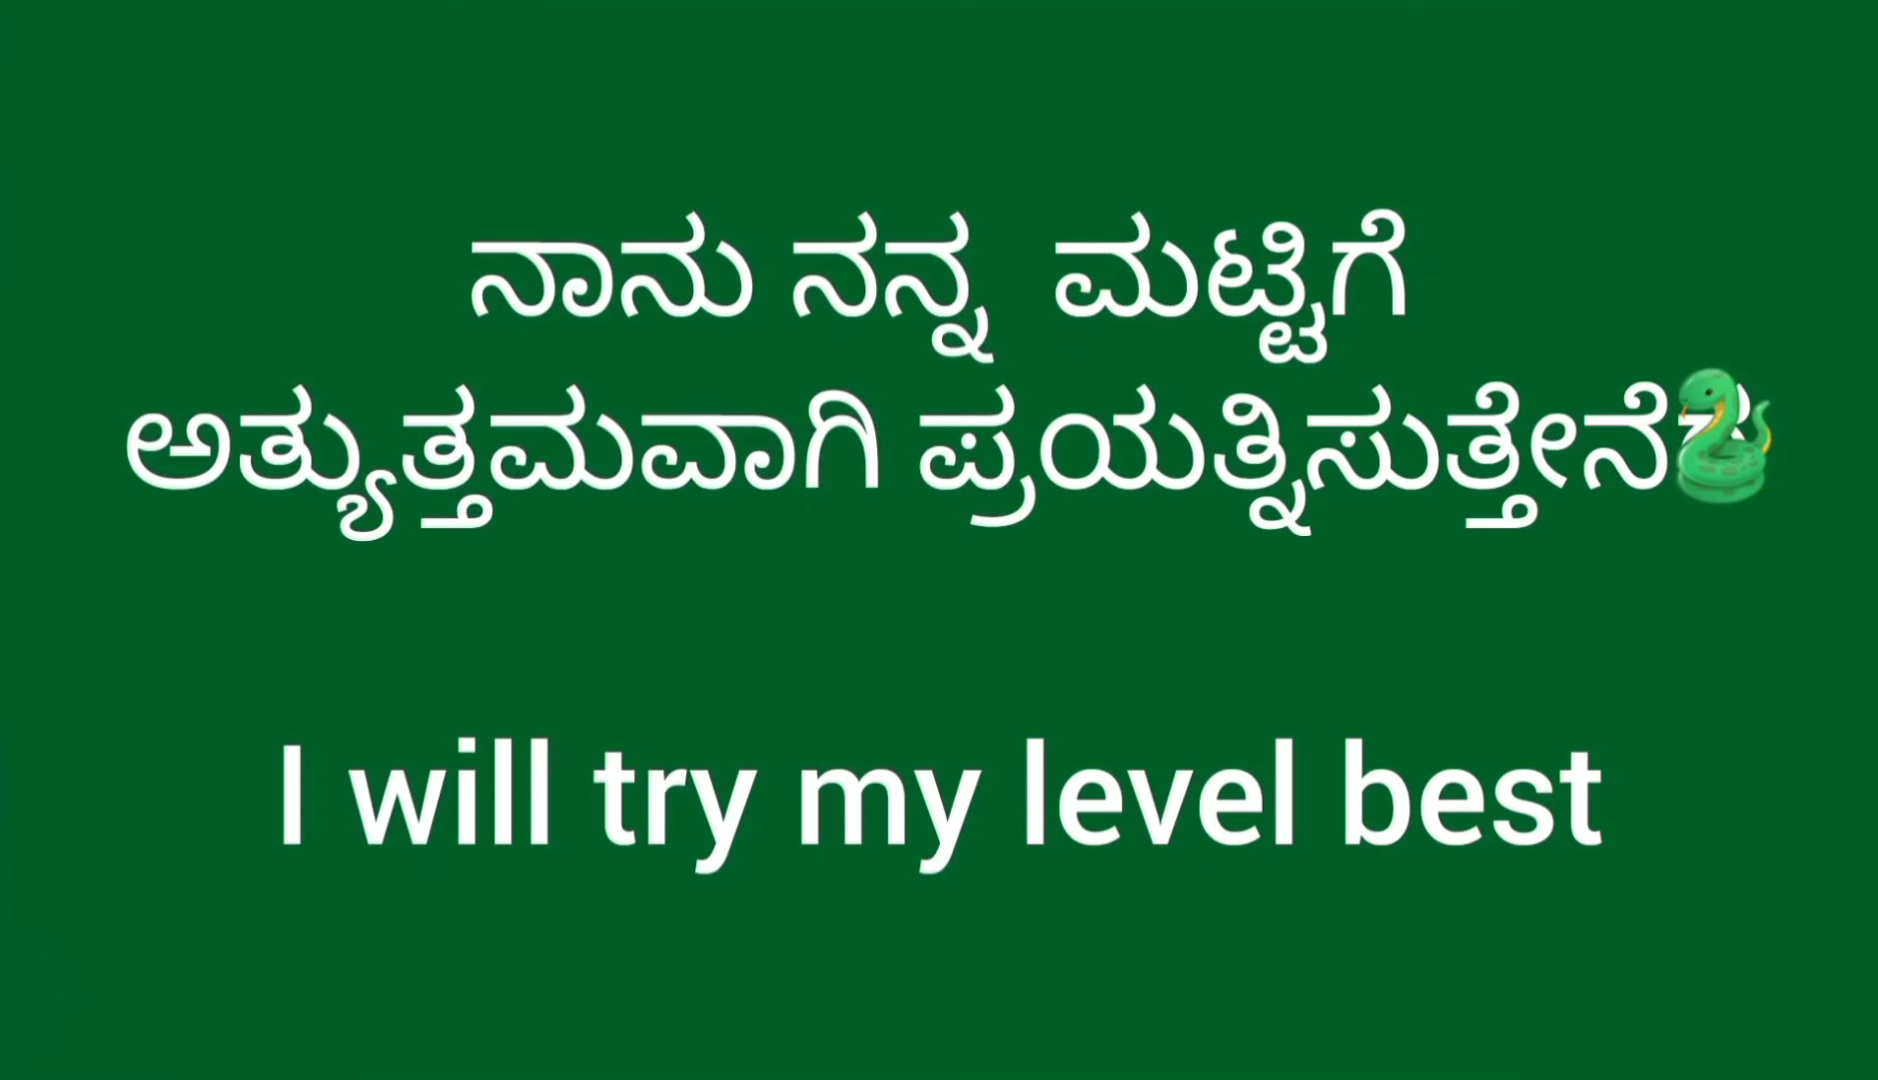 ನಾನು ನನ್ನ ಮಟ್ಟಿಗೆ
ಅತ್ಯುತ್ತಮವಾಗಿ ಪ್ರಯತ್ನಿಸುತ್ತೇನೆ
I will try my level best